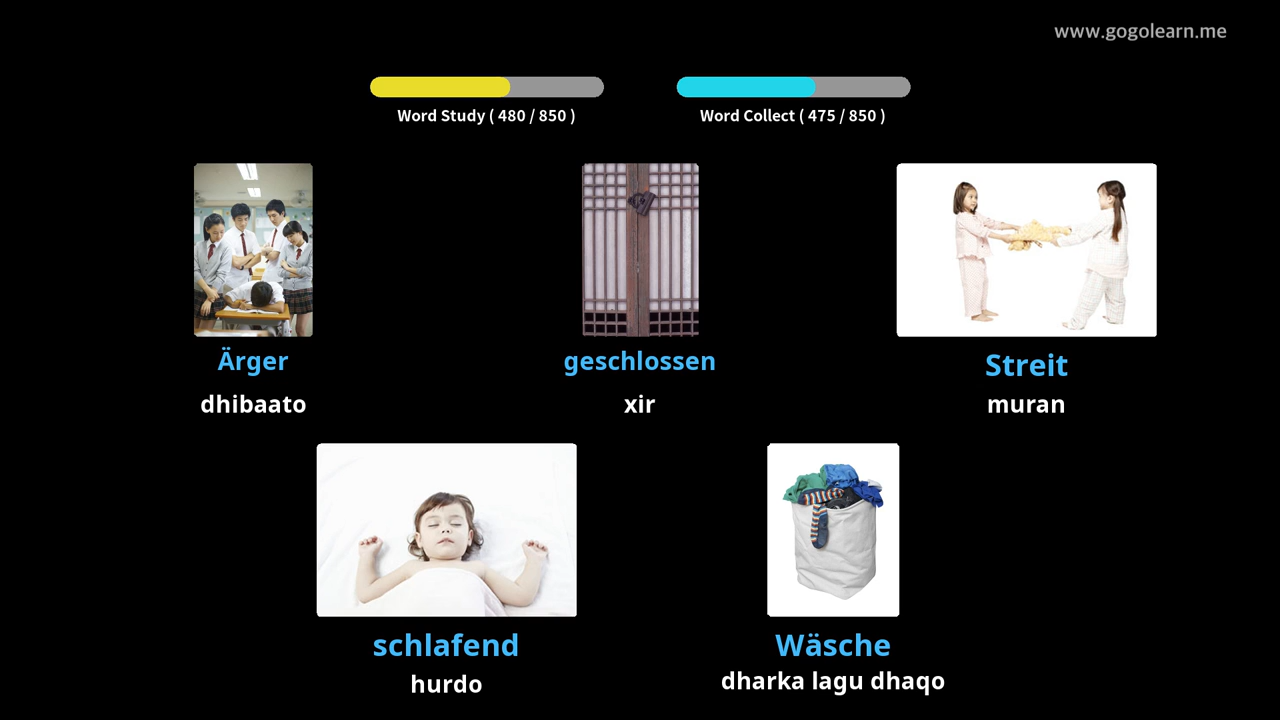 www.gogolearn.me
Word Study ( 480 / 850 )
Word Collect ( 475 / 850 )
Ärger
dhibaato
geschlossen
xir
Streit
muran
schlafend
hurdo
Wäsche
dharka lagu dhaqo